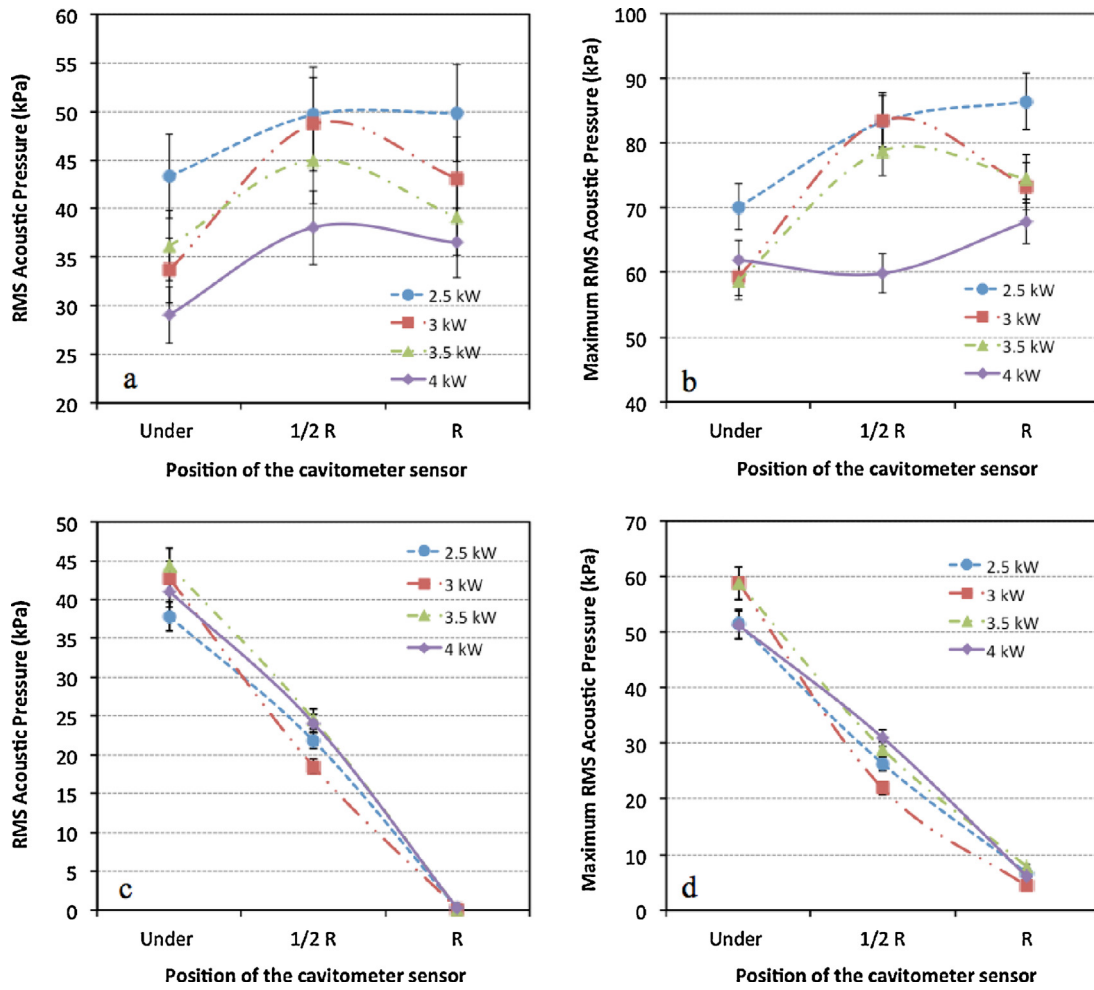 RMS Acoustic Pressure (kPa)
60
55
50
45
40
35
30
25
20
Under
1/2 R
R
Position of the cavitometer sensor
2.5 kW
3 kW
3.5 kW
4 kW
a
Maximum RMS Acoustic Pressure (kPa)
100
90
80
70
60
50
40
Under
1/2 R
R
Position of the cavitometer sensor
2.5 kW
3 kW
3.5 kW
4 kW
b
RMS Acoustic Pressure (kPa)
50
45
40
35
30
25
20
15
10
5
0
Under
1/2 R
R
Position of the cavitometer sensor
2.5 kW
3 kW
3.5 kW
4 kW
c
Maximum RMS Acoustic Pressure (kPa)
70
60
50
40
30
20
10
0
Under
1/2 R
R
Position of the cavitometer sensor
2.5 kW
3 kW
3.5 kW
4 kW
d